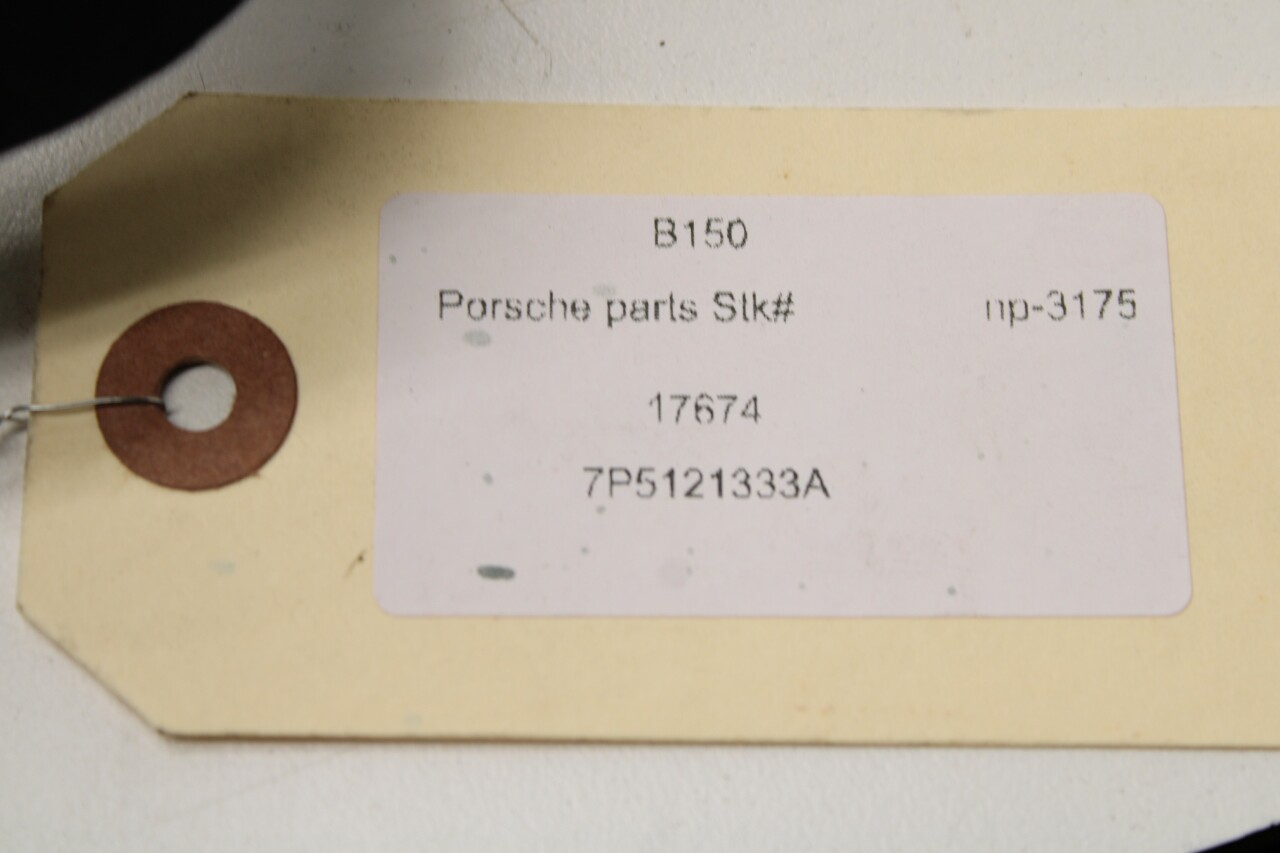 B150
Porsche parts Stk# np-3175
17674
7P5121333A